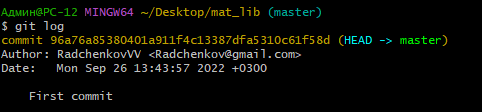 Админ@PC-12 MINGW64 ~/Desktop/mat_lib (master)
$ git log
commit 96a76a85380401a911f4c13387dfa5310c61f58d (HEAD -> master)
Author: RadchenkovVV <Radchenkov@gmail.com>
Date:   Mon Sep 26 13:43:57 2022 +0300
    First commit